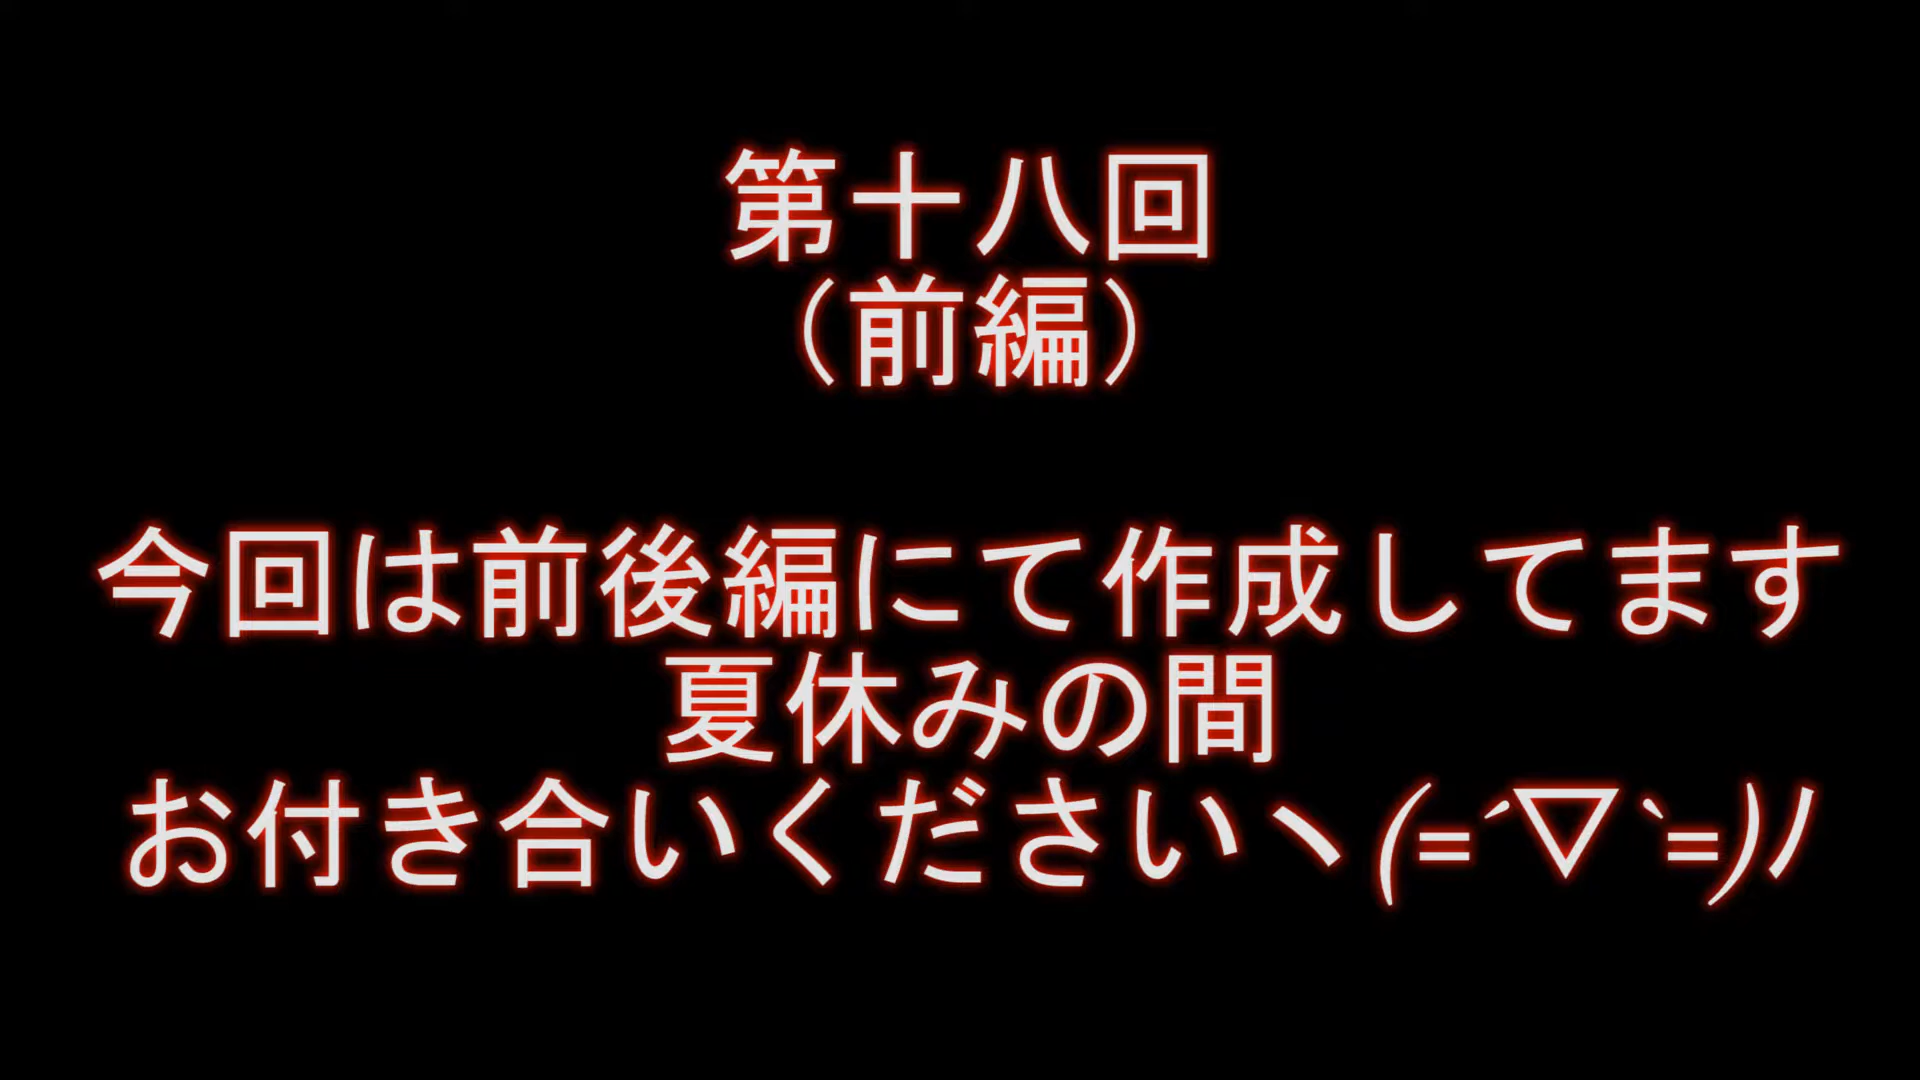 第十八回
（前編）
今回は前後編にて作成してます
夏休みの間
お付き合いくださいヽ(=´▽`=)ﾉ